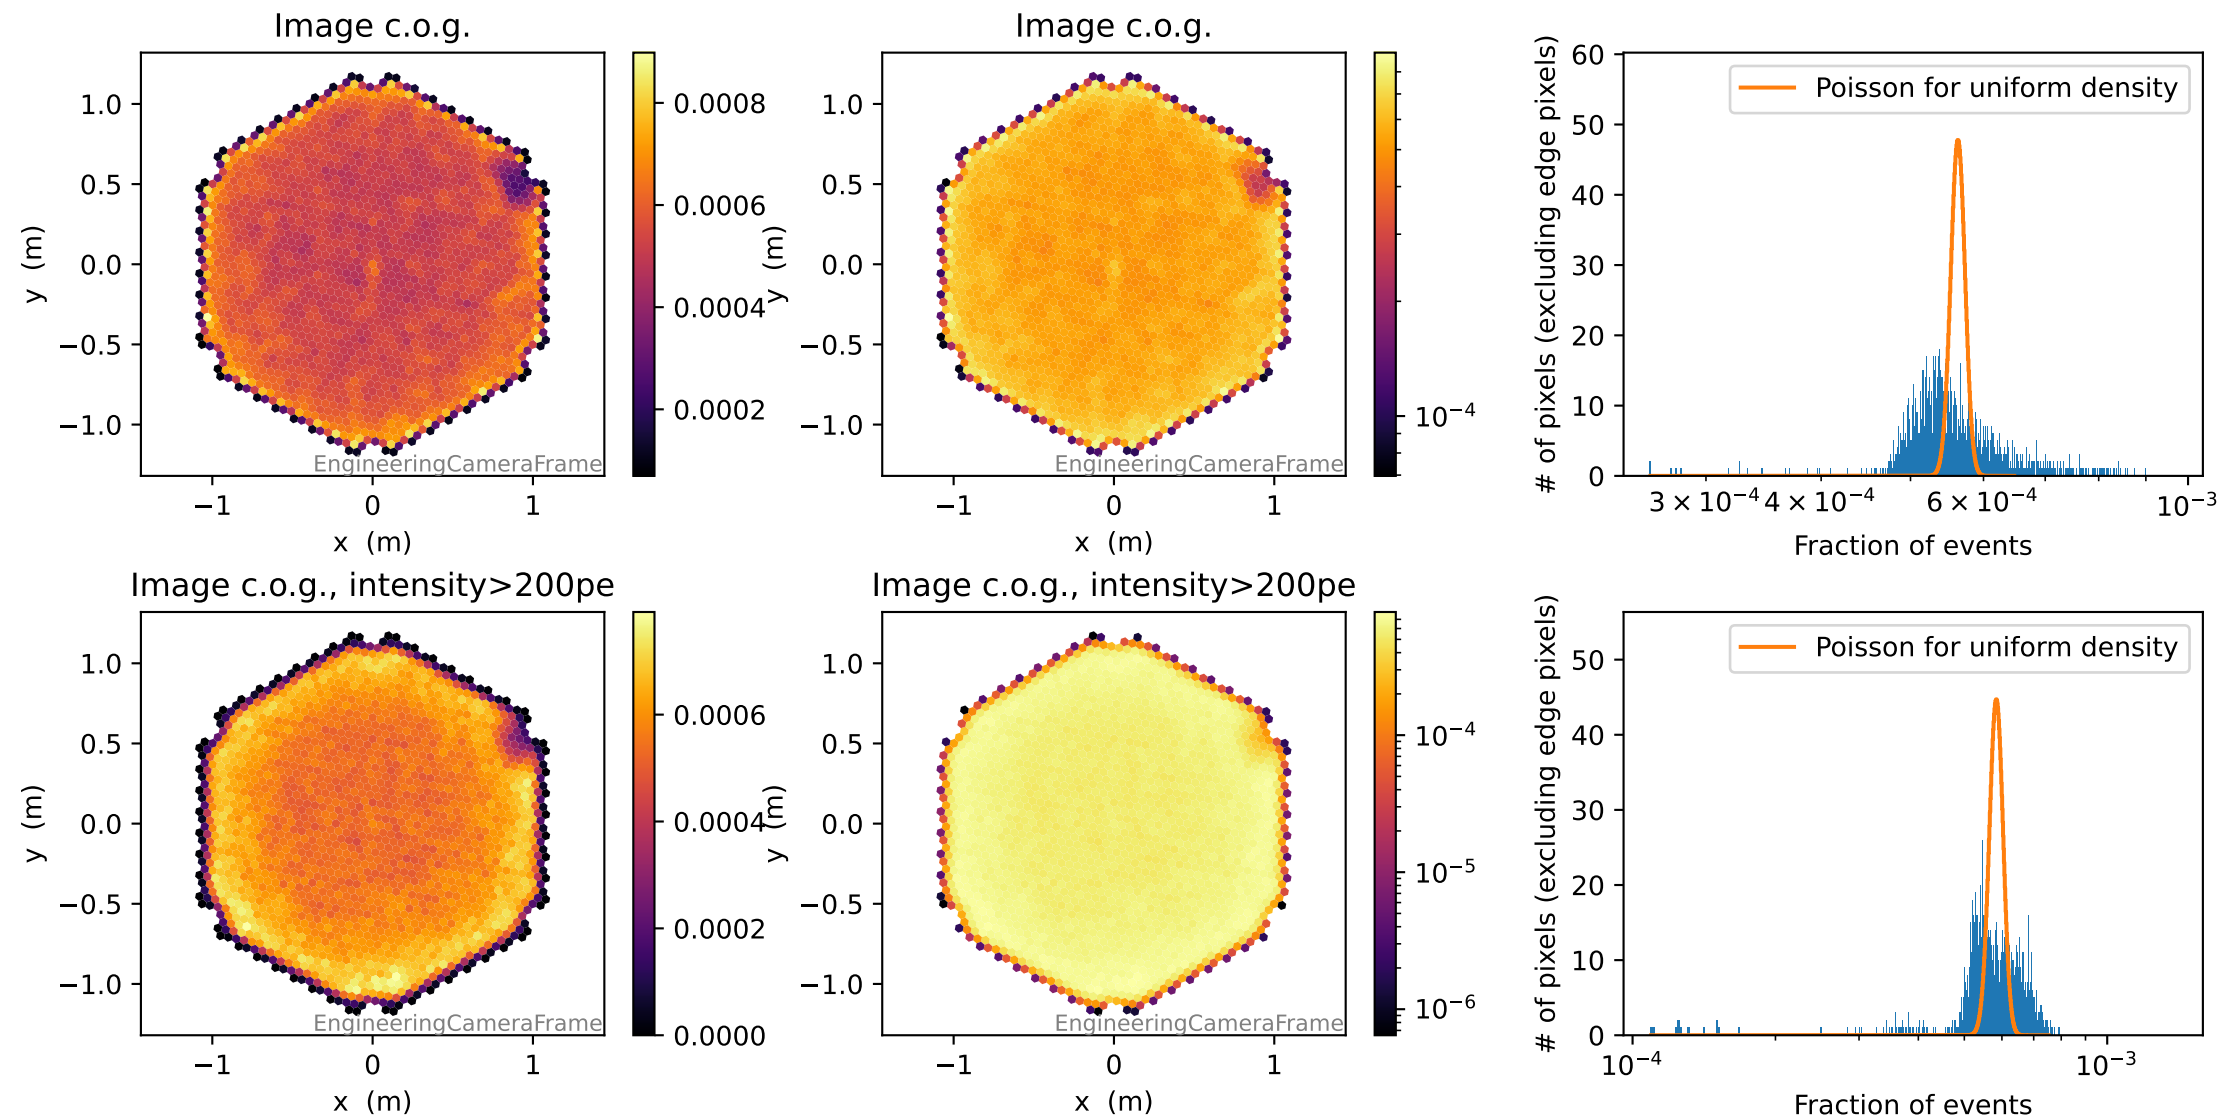 Image c.o.g.
1.0
0.5
0.0
−0.5
−1.0
y (m)
−1 0 1
x (m)
EngineeringCameraFrame
0.0008
0.0006
0.0004
0.0002
Image c.o.g.
1.0
0.5
0.0
−0.5
−1.0
y (m)
−1 0 1
x (m)
EngineeringCameraFrame
10⁻⁴
60
50
40
30
20
10
0
# of pixels (excluding edge pixels)
Poisson for uniform density
3 × 10⁻⁴ 4 × 10⁻⁴ 6 × 10⁻⁴ 10⁻³
Fraction of events
Image c.o.g., intensity>200pe
1.0
0.5
0.0
−0.5
−1.0
y (m)
−1 0 1
x (m)
EngineeringCameraFrame
0.0006
0.0004
0.0002
0.0000
Image c.o.g., intensity>200pe
1.0
0.5
0.0
−0.5
−1.0
y (m)
−1 0 1
x (m)
EngineeringCameraFrame
10⁻⁴
10⁻⁵
10⁻⁶
50
40
30
20
10
0
# of pixels (excluding edge pixels)
Poisson for uniform density
10⁻⁴ 10⁻³
Fraction of events